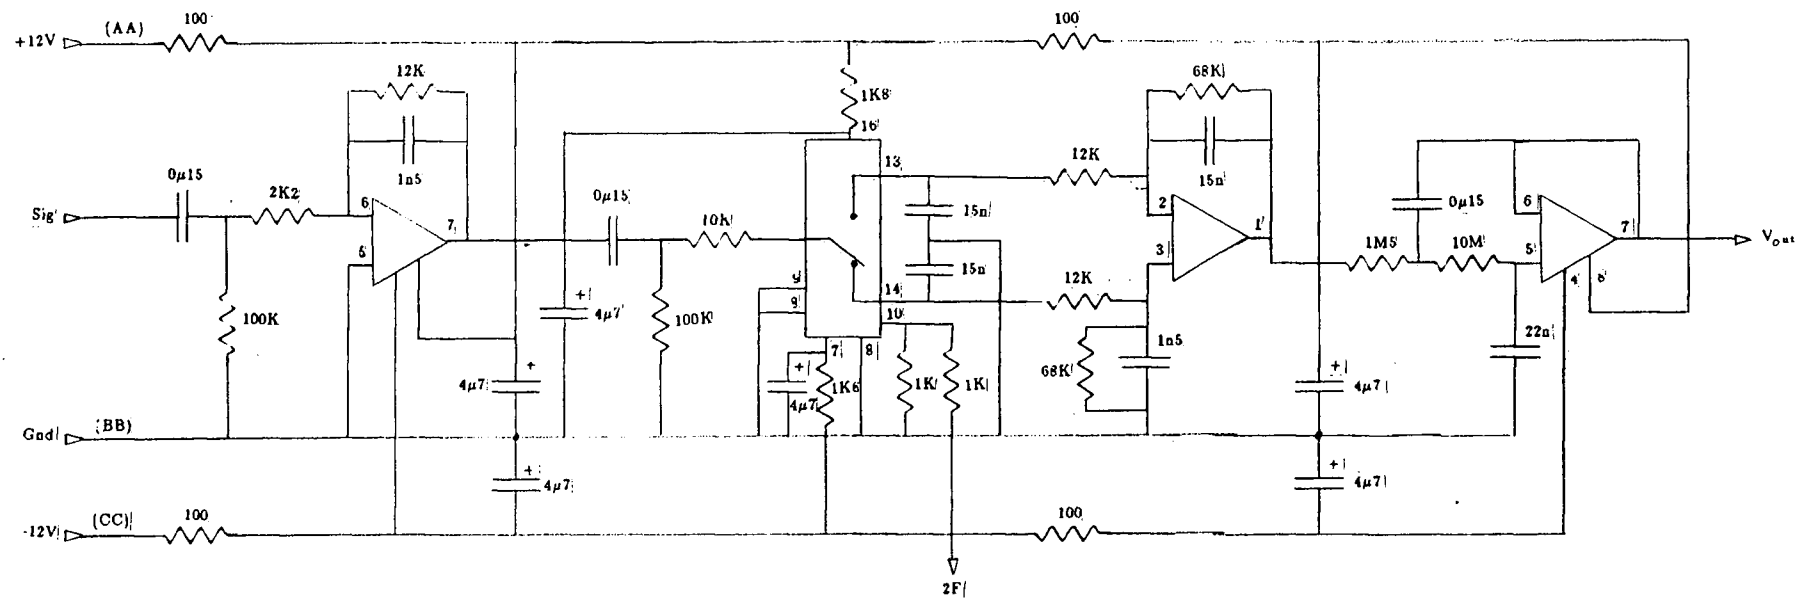 100
100
+12V
(AA)
12K
68K
1K8
16
13
12K
1n5
15n
0µ15
2K2
6
7
0µ15
10K
15n
2
1
0µ15
6
7
Vout
Sig
5
3
1M5
10M
5
15n
9
14
12K
4
8
+
4µ7
9
10
100K
100K
1n5
22n
7
8
+
68K
+
4µ7
+
4µ7
1K6
1K
1K
+
4µ7
Gnd
(BB)
+
4µ7
+
4µ7
-12V
(CC)
100
100
2F